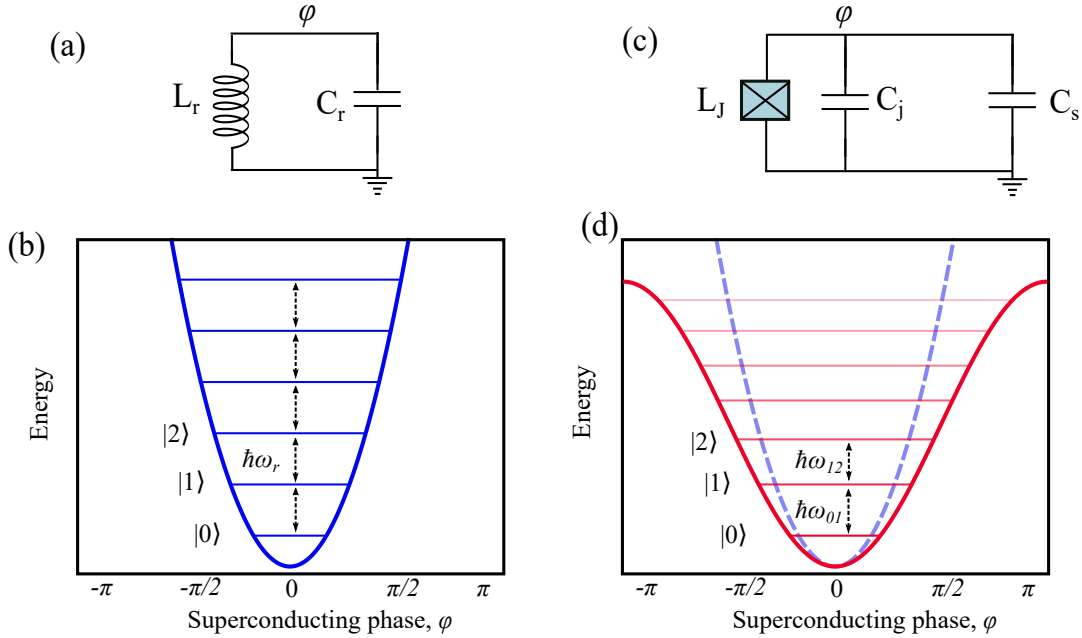 (a)
φ
L_r
C_r
(c)
φ
L_J
C_j
C_s
(b)
Energy
|2⟩
|1⟩
|0⟩
ħω_r
-π
-π/2
0
π/2
π
Superconducting phase, φ
(d)
Energy
|2⟩
|1⟩
|0⟩
ħω_12
ħω_01
-π
-π/2
0
π/2
π
Superconducting phase, φ